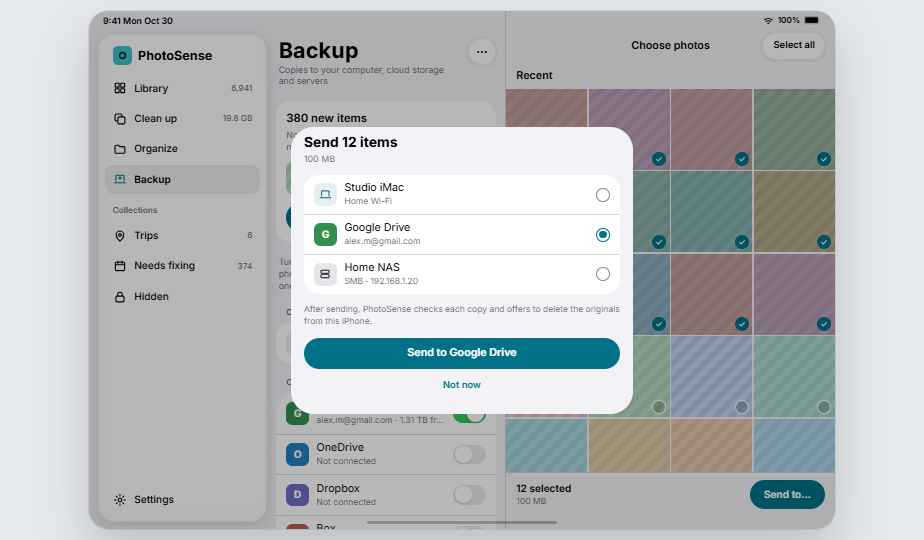 9:41 Mon Oct 30
100%
PhotoSense
Library 6,941
Clean up 19.8 GB
Organize
Backup
Collections
Trips 6
Needs fixing 374
Hidden
Settings
Backup
Copies to your computer, cloud storage
and servers
380 new items
alex.m@gmail.com · 1.31 TB fr...
O
OneDrive
Not connected
D
Dropbox
Not connected
Box
Send 12 items
100 MB
Studio iMac
Home Wi-Fi
G
Google Drive
alex.m@gmail.com
Home NAS
SMB · 192.168.1.20
After sending, PhotoSense checks each copy and offers to delete the originals
from this iPhone.
Send to Google Drive
Not now
Choose photos
Select all
Recent
12 selected
100 MB
Send to...